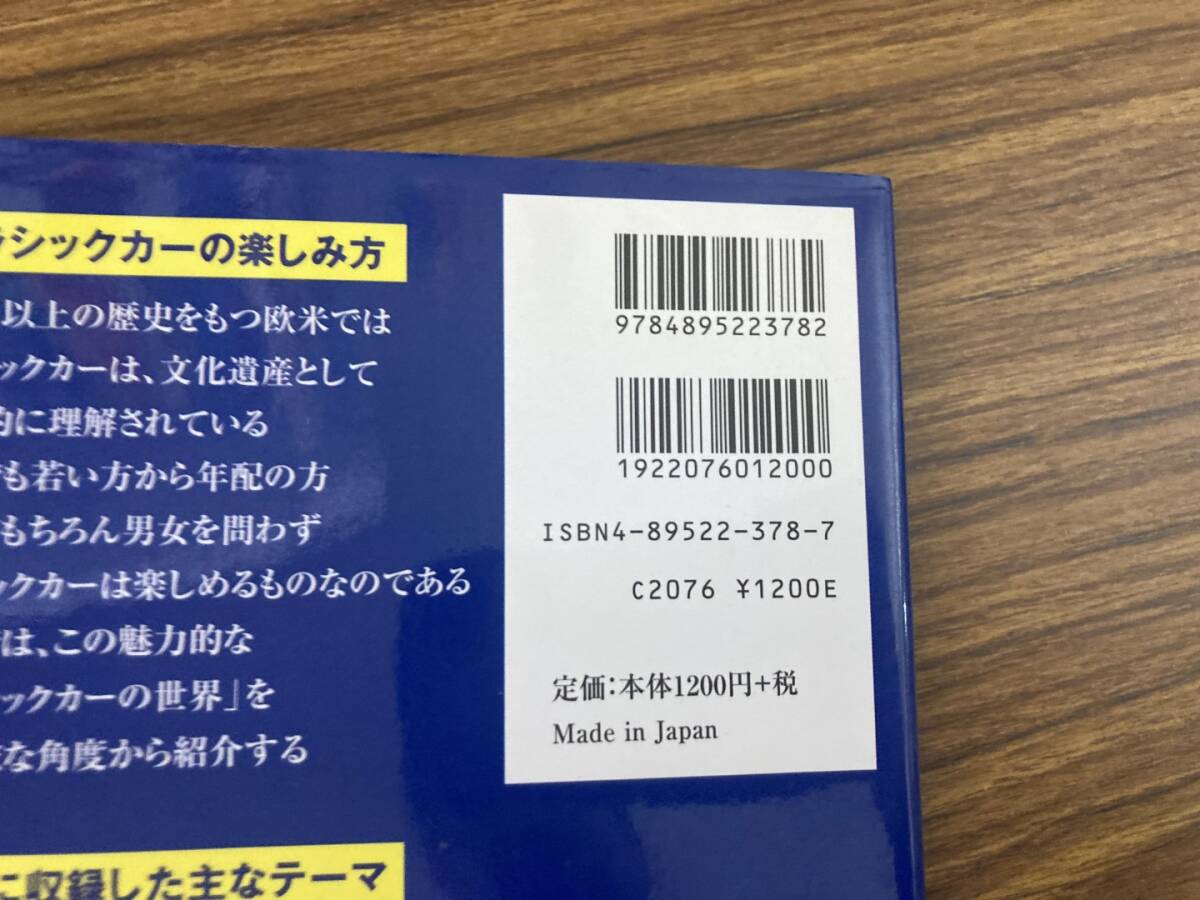 ラシックカーの楽しみ方
以上の歴史をもつ欧米では
ックカーは、文化遺産として
的に理解されている
も若い方から年配の方
もちろん男女を問わず
ックカーは楽しめるものなのである
は、この魅力的な
ックカーの世界」を
な角度から紹介する
に収録した主なテーマ
9784895223782
1922076012000
ISBN4-89522-378-7
C2076 ¥1200E
定価：本体1200円+税
Made in Japan